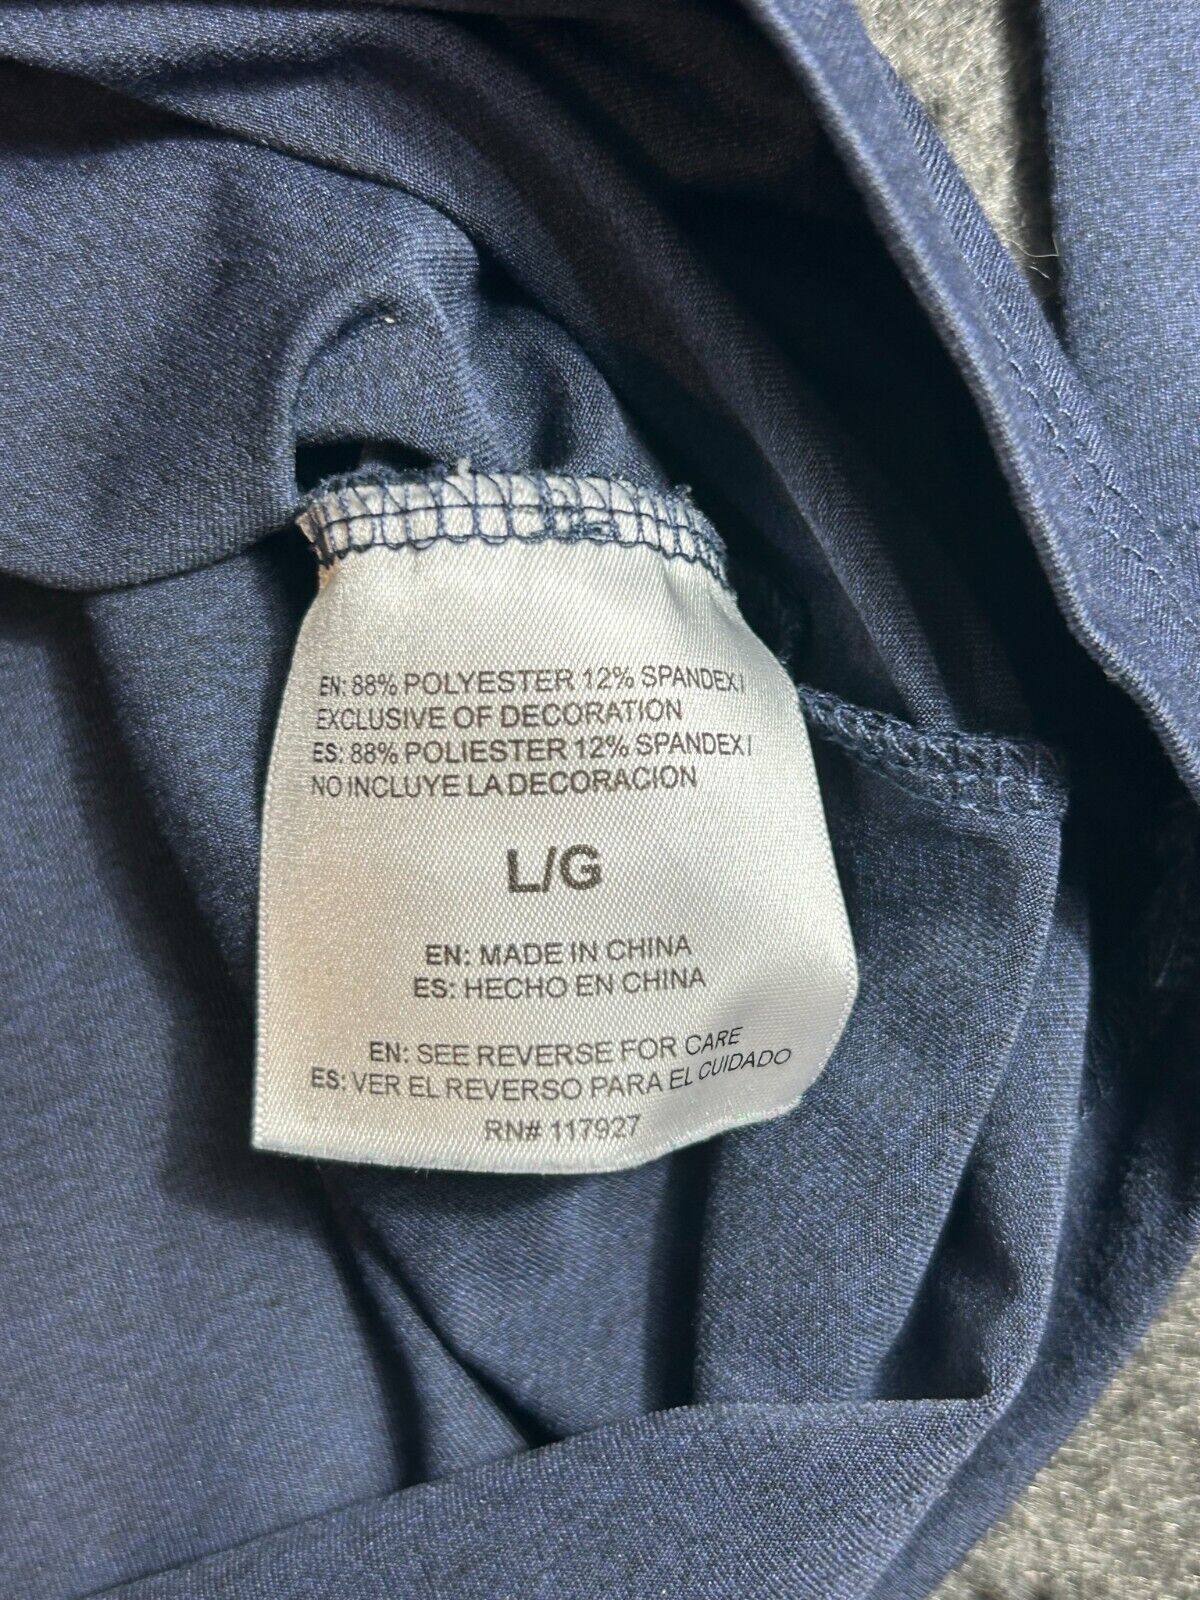 EN: 88% POLYESTER 12% SPANDEX I
EXCLUSIVE OF DECORATION
ES: 88% POLIESTER 12% SPANDEX I
NO INCLUYE LA DECORACION
L/G
EN: MADE IN CHINA
ES: HECHO EN CHINA
EN: SEE REVERSE FOR CARE
ES: VER EL REVERSO PARA EL CUIDADO
RN# 117927